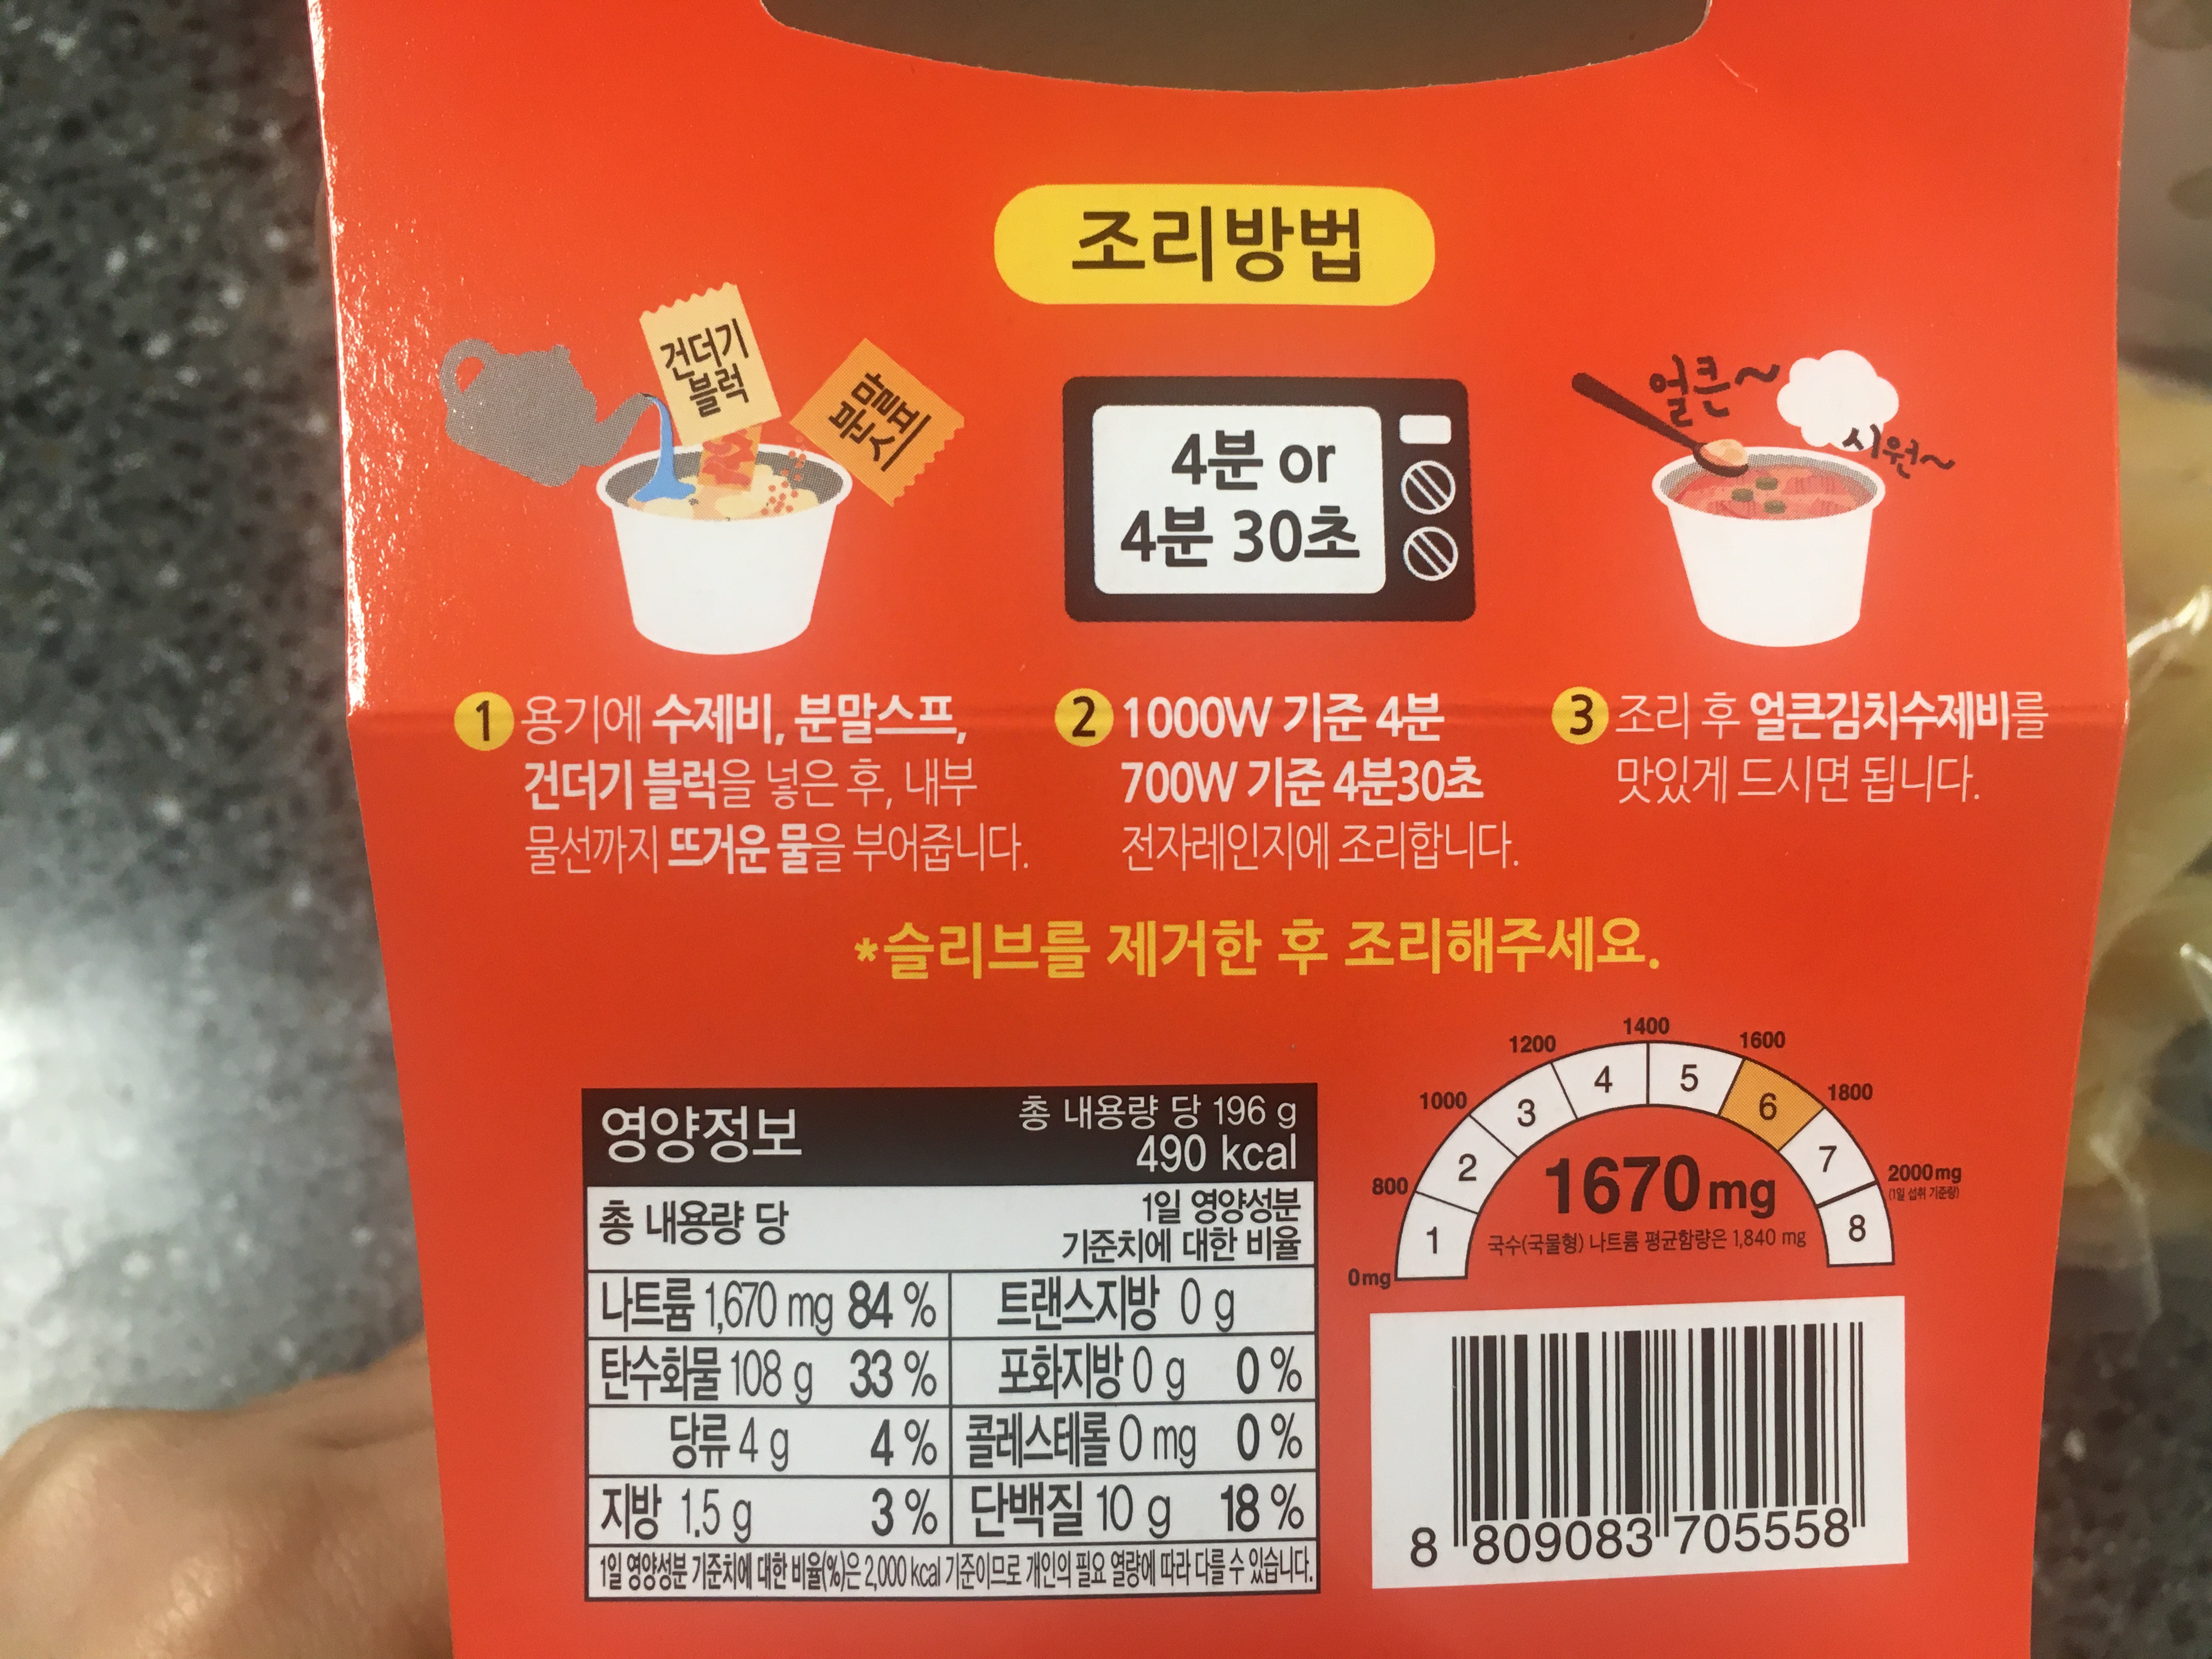 조리방법
건더기
블럭
분말스프
4분 or
4분 30초
얼큰~
시원~
1 용기에 수제비, 분말스프,
건더기 블럭을 넣은 후, 내부
물선까지 뜨거운 물을 부어줍니다.
2 1000W 기준 4분
700W 기준 4분30초
전자레인지에 조리합니다.
3 조리 후 얼큰김치수제비를
맛있게 드시면 됩니다.
*슬리브를 제거한 후 조리해주세요.
영양정보
총 내용량 당 196 g
490 kcal
총 내용량 당
1일 영양성분
기준치에 대한 비율
나트륨 1,670 mg 84 % 트랜스지방 0 g
탄수화물 108 g 33 % 포화지방 0 g 0 %
당류 4 g 4 % 콜레스테롤 0 mg 0 %
지방 1.5 g 3 % 단백질 10 g 18 %
1일 영양성분 기준치에 대한 비율(%)은 2,000 kcal 기준이므로 개인의 필요 열량에 따라 다를 수 있습니다.
0mg 800 1000 1200 1400 1600 1800 2000mg
(1일 섭취 기준량)
1 2 3 4 5 6 7 8
1670mg
국수(국물형) 나트륨 평균함량은 1,840 mg
8 809083 705558